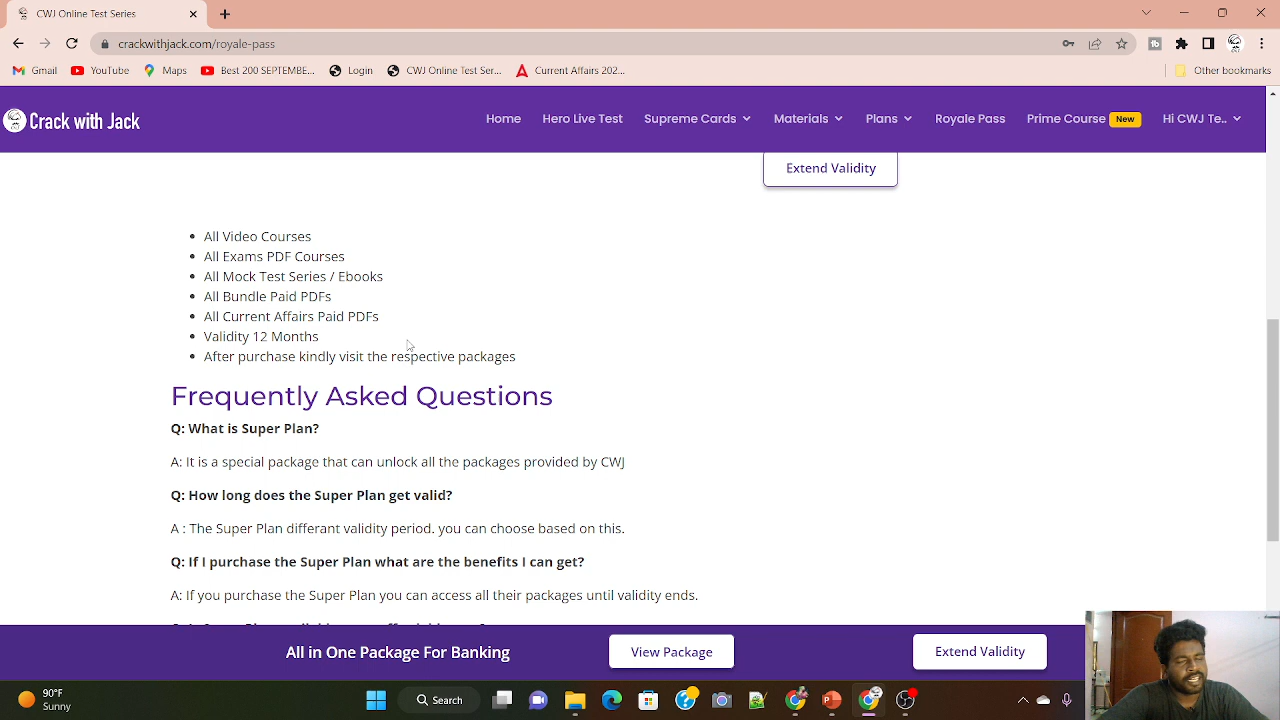 CWJ Online Test Series
crackwithjack.com/royale-pass
Gmail
YouTube
Maps
Best 200 SEPTEMBE...
Login
CWJ Online Test Ser...
Current Affairs 202...
Other bookmarks
Crack with Jack
Home
Hero Live Test
Supreme Cards
Materials
Plans
Royale Pass
Prime Course New
Hi CWJ Te..
Extend Validity
• All Video Courses
• All Exams PDF Courses
• All Mock Test Series / Ebooks
• All Bundle Paid PDFs
• All Current Affairs Paid PDFs
• Validity 12 Months
• After purchase kindly visit the respective packages
Frequently Asked Questions
Q: What is Super Plan?
A: It is a special package that can unlock all the packages provided by CWJ
Q: How long does the Super Plan get valid?
A : The Super Plan differant validity period. you can choose based on this.
Q: If I purchase the Super Plan what are the benefits I can get?
A: If you purchase the Super Plan you can access all their packages until validity ends.
All in One Package For Banking
View Package
Extend Validity
90°F
Sunny
Search